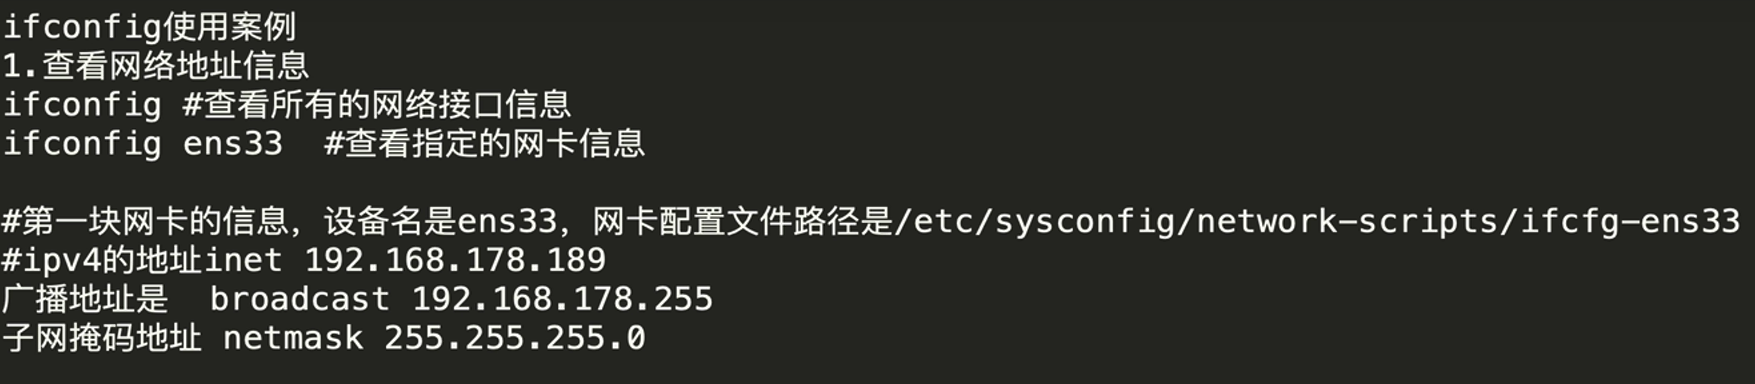 ifconfig使用案例
1.查看网络地址信息
ifconfig #查看所有的网络接口信息
ifconfig ens33  #查看指定的网卡信息
#第一块网卡的信息，设备名是ens33，网卡配置文件路径是/etc/sysconfig/network-scripts/ifcfg-ens33
#ipv4的地址inet 192.168.178.189
广播地址是  broadcast 192.168.178.255
子网掩码地址 netmask 255.255.255.0